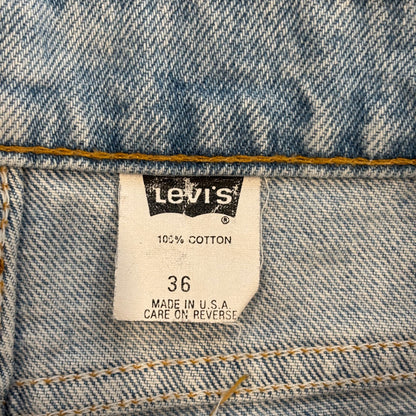 LEVI'S
®
100% COTTON
36
MADE IN U.S.A
CARE ON REVERSE